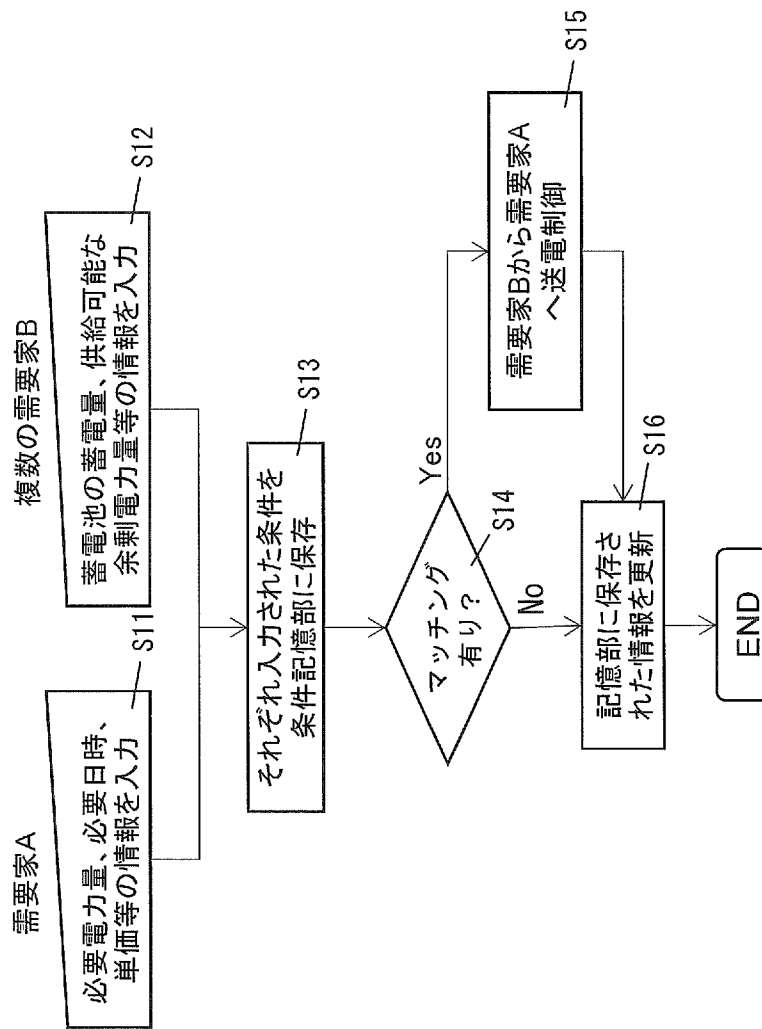 需要家A
必要電力量、必要日時、
単価等の情報を入力
S11
複数の需要家B
蓄電池の蓄電量、供給可能な
余剰電力量等の情報を入力
S12
それぞれ入力された条件を
条件記憶部に保存
S13
マッチング
有り?
S14
Yes
No
需要家Bから需要家A
へ送電制御
S15
記憶部に保存さ
れた情報を更新
S16
END